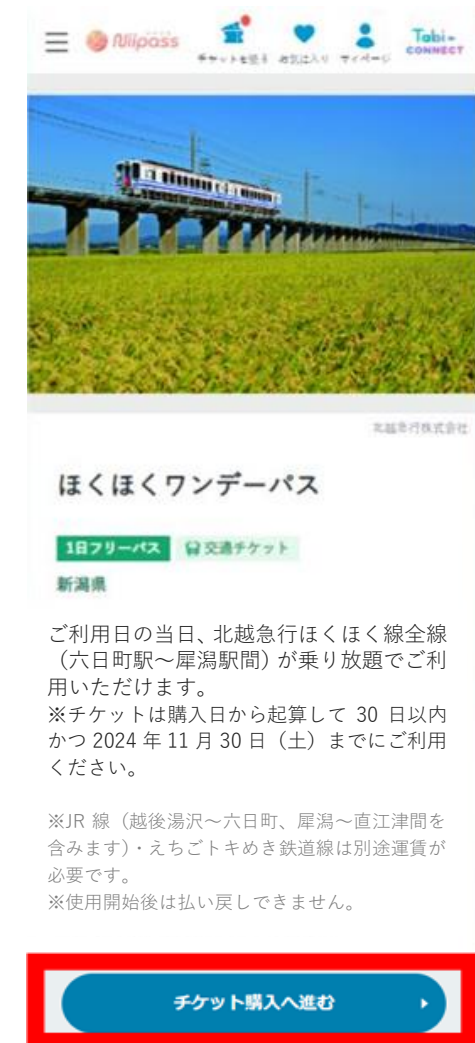 Niipass
チケットを使う お気に入り マイページ
Tabi-
CONNECT
北越急行株式会社
ほくほくワンデーパス
1日フリーパス 交通チケット
新潟県
ご利用日の当日、北越急行ほくほく線全線
（六日町駅～犀潟駅間）が乗り放題でご利
用いただけます。
※チケットは購入日から起算して 30 日以内
かつ 2024 年 11 月 30 日（土）までにご利用
ください。
※JR 線（越後湯沢～六日町、犀潟～直江津間を
含みます）・えちごトキめき鉄道線は別途運賃が
必要です。
※使用開始後は払い戻しできません。
チケット購入へ進む